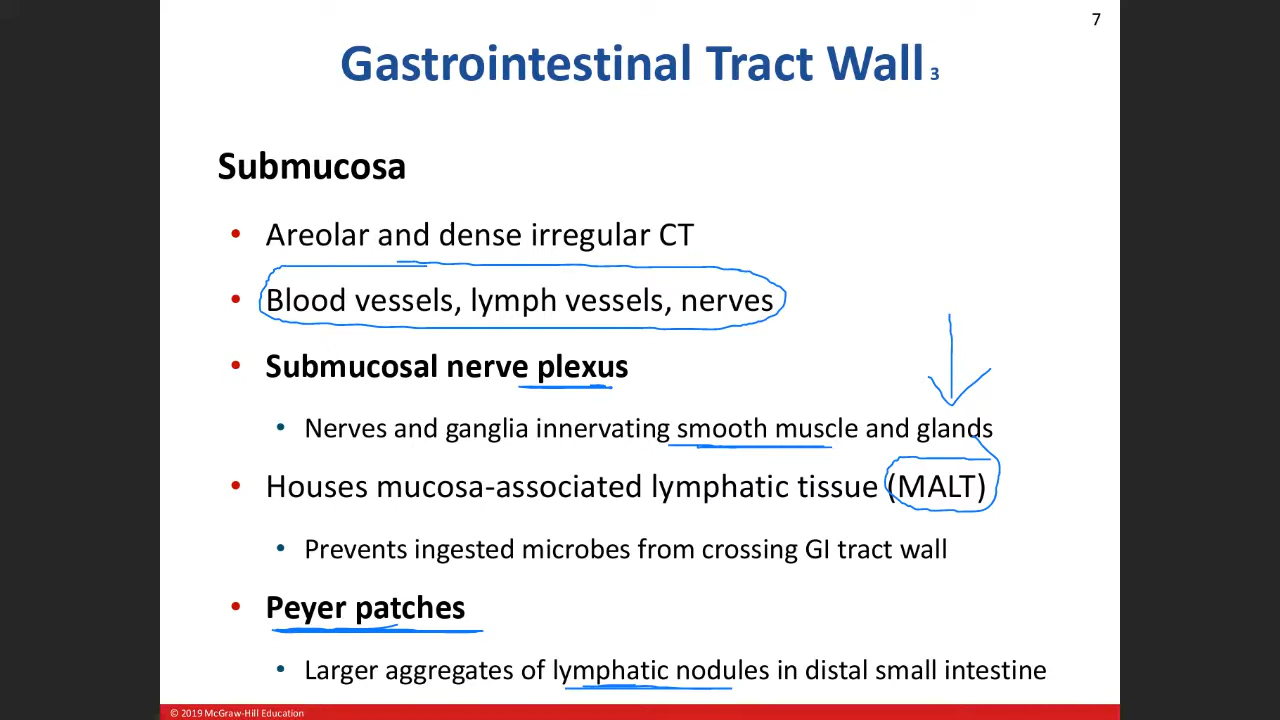 7
Gastrointestinal Tract Wall 3
Submucosa
• Areolar and dense irregular CT
• Blood vessels, lymph vessels, nerves
• Submucosal nerve plexus
• Nerves and ganglia innervating smooth muscle and glands
• Houses mucosa-associated lymphatic tissue (MALT)
• Prevents ingested microbes from crossing GI tract wall
• Peyer patches
• Larger aggregates of lymphatic nodules in distal small intestine
© 2019 McGraw-Hill Education